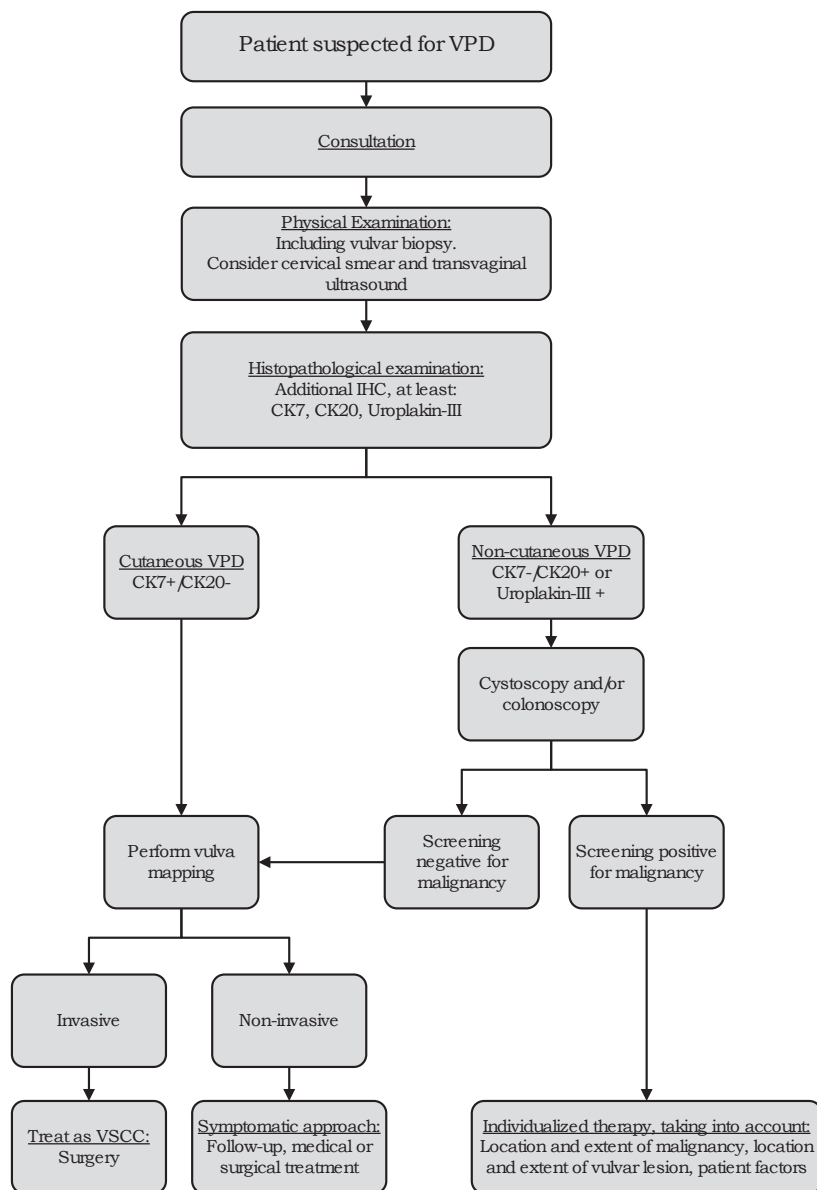 Patient suspected for VPD
Consultation
Physical Examination:
Including vulvar biopsy.
Consider cervical smear and transvaginal
ultrasound
Histopathological examination:
Additional IHC, at least:
CK7, CK20, Uroplakin-III
Cutaneous VPD
CK7+/CK20-
Non-cutaneous VPD
CK7-/CK20+ or
Uroplakin-III +
Cystoscopy and/or
colonoscopy
Perform vulva
mapping
Screening
negative for
malignancy
Screening positive
for malignancy
Invasive
Non-invasive
Treat as VSCC:
Surgery
Symptomatic approach:
Follow-up, medical or
surgical treatment
Individualized therapy, taking into account:
Location and extent of malignancy, location
and extent of vulvar lesion, patient factors